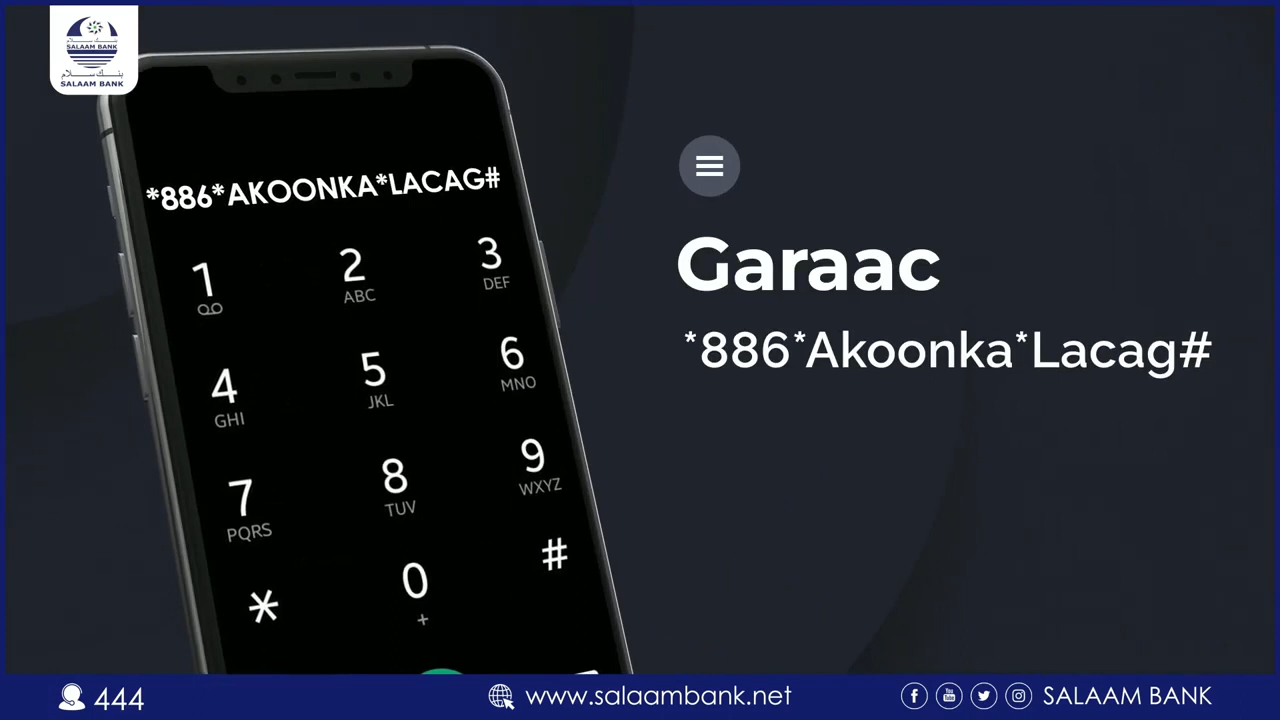 SALAAM BANK
بنك سلام
SALAAM BANK
*886*AKOONKA*LACAG#
1
2
ABC
3
DEF
4
GHI
5
JKL
6
MNO
7
PQRS
8
TUV
9
WXYZ
*
0
+
#
Garaac
*886*Akoonka*Lacag#
444
www.salaambank.net
SALAAM BANK